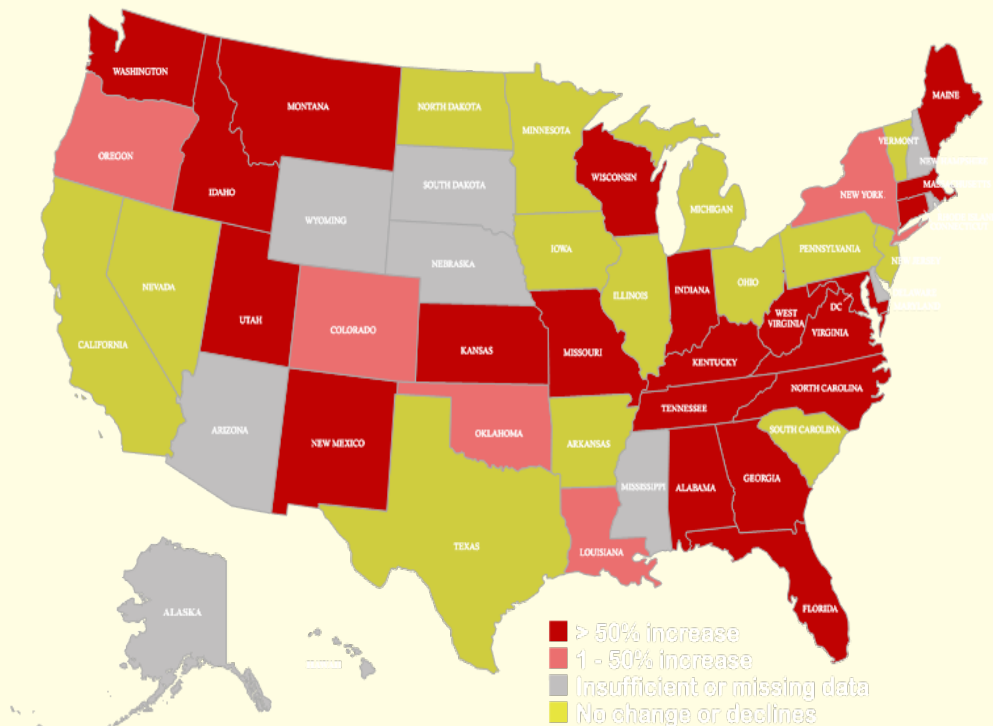 WASHINGTON
MONTANA
NORTH DAKOTA
MINNESOTA
MAINE
VERMONT
OREGON
IDAHO
SOUTH DAKOTA
WISCONSIN
MICHIGAN
NEW YORK
WYOMING
IOWA
PENNSYLVANIA
NEBRASKA
NEVADA
UTAH
COLORADO
ILLINOIS
INDIANA
OHIO
WEST VIRGINIA
DC
VIRGINIA
CALIFORNIA
KANSAS
MISSOURI
KENTUCKY
NORTH CAROLINA
TENNESSEE
ARIZONA
NEW MEXICO
OKLAHOMA
ARKANSAS
SOUTH CAROLINA
MISSISSIPPI
ALABAMA
GEORGIA
TEXAS
LOUISIANA
FLORIDA
ALASKA
> 50% increase
1 - 50% increase
Insufficient or missing data
No change or declines